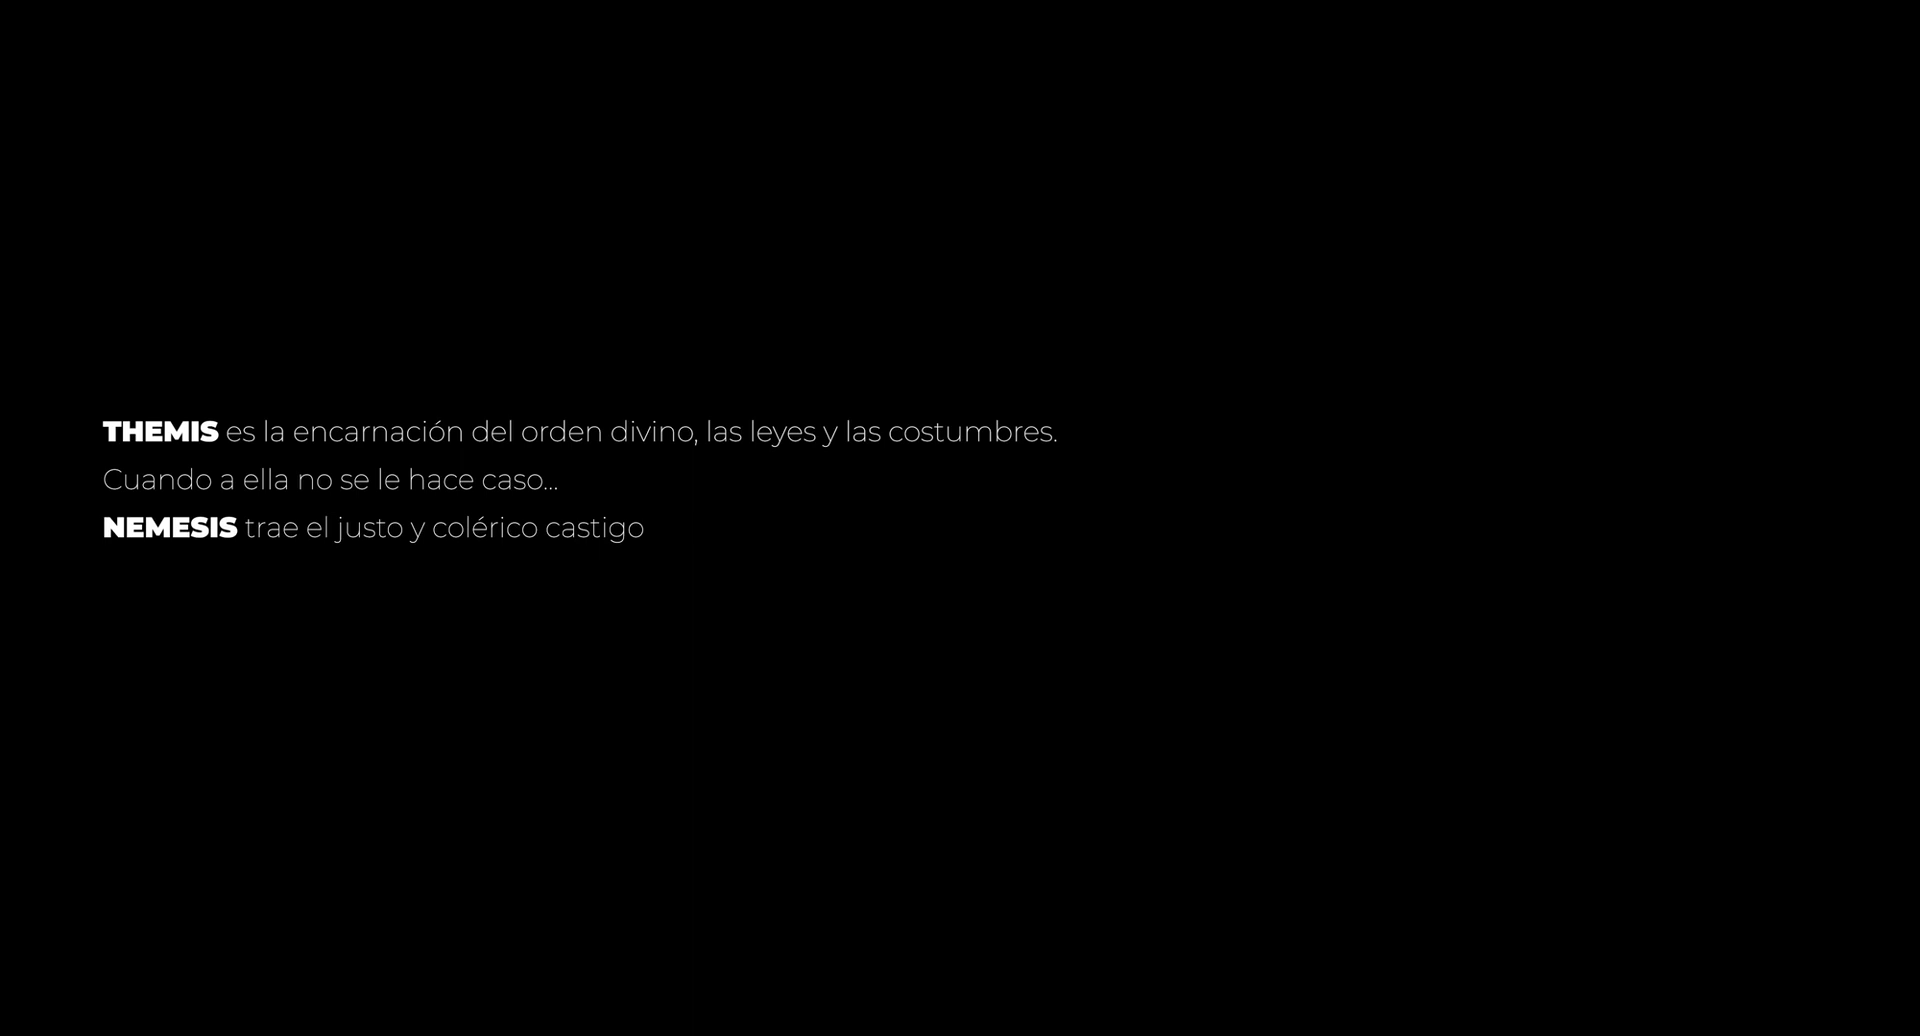 THEMIS es la encarnación del orden divino, las leyes y las costumbres.
Cuando a ella no se le hace caso...
NEMESIS trae el justo y colérico castigo